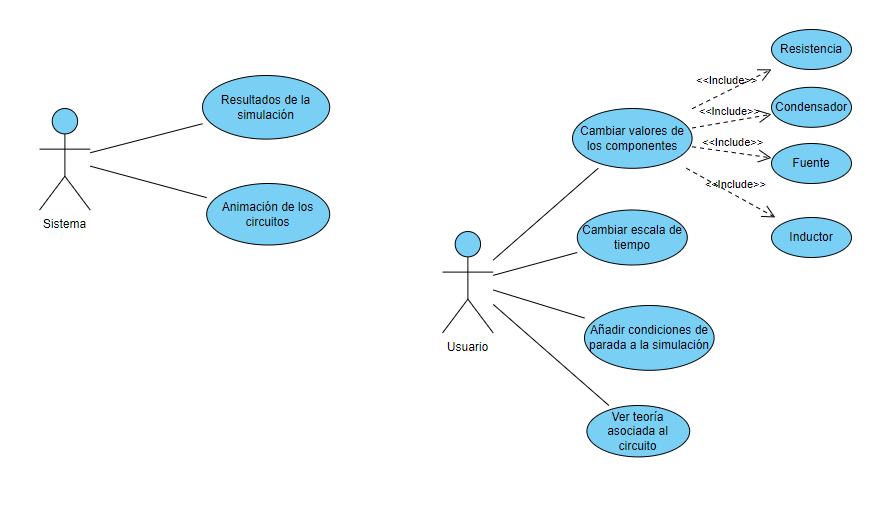 Resultados de la
simulación
Animación de los
circuitos
Sistema
Cambiar valores de
los componentes
<<Include>>
Resistencia
<<Include>>
Condensador
<<Include>>
Fuente
<<Include>>
Inductor
Cambiar escala de
tiempo
Añadir condiciones de
parada a la simulación
Usuario
Ver teoría
asociada al
circuito